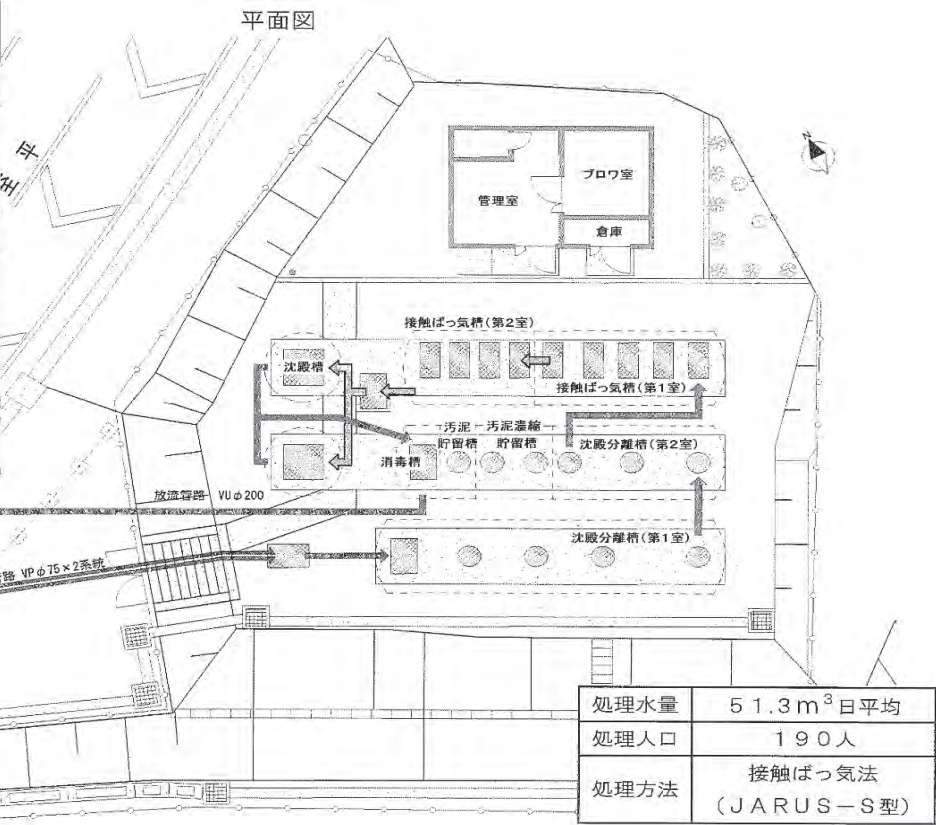 平面図
至 平
管理室
ブロワ室
倉庫
接触ばっ気槽(第2室)
沈殿槽
接触ばっ気槽(第1室)
汚泥
貯留槽
汚泥濃縮
貯留槽
沈殿分離槽(第2室)
消毒槽
放流管路 VUφ200
沈殿分離槽(第1室)
路 VPφ75×2系統
処理水量 51.3m³日平均
処理人口 190人
処理方法 接触ばっ気法
(JARUS-S型)